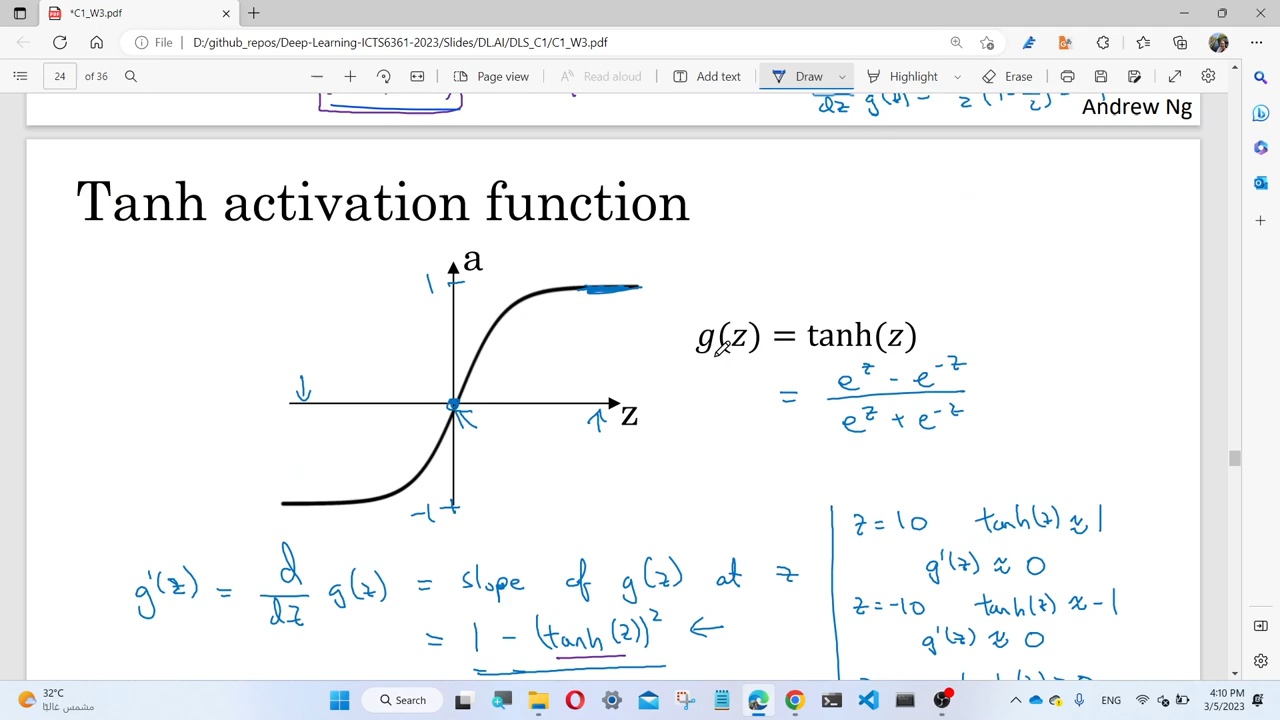 *C1_W3.pdf
File D:/github_repos/Deep-Learning-ICTS6361-2023/Slides/DL.AI/DLS_C1/C1_W3.pdf
24 of 36 Page view Read aloud Add text Draw Highlight Erase
Andrew Ng
Tanh activation function
a
1
g(z) = tanh(z)
= (e^z - e^-z) / (e^z + e^-z)
z
-1
z = 10 tanh(z) ≈ 1
g'(z) ≈ 0
g'(z) = d/dz g(z) = slope of g(z) at z
z = -10 tanh(z) ≈ -1
= 1 - (tanh(z))² ←
g'(z) ≈ 0
32°C
مشمس غالبًا
Search
ENG
4:10 PM
3/5/2023